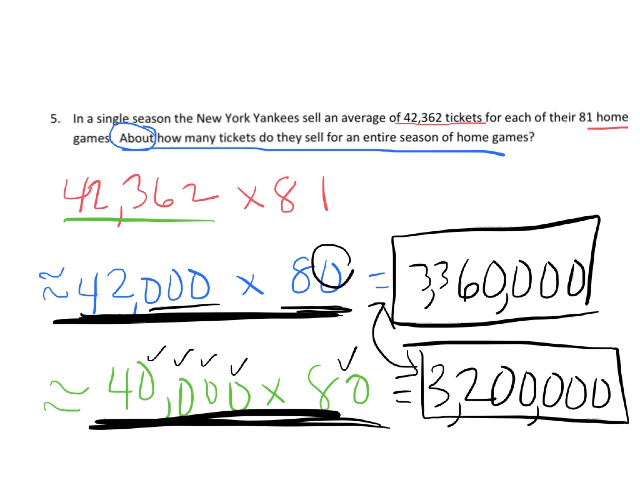 5. In a single season the New York Yankees sell an average of 42,362 tickets for each of their 81 home
games. About how many tickets do they sell for an entire season of home games?
42,362 × 81
≈ 42,000 × 80 = 3,360,000
≈ 40,000 × 80 = 3,200,000